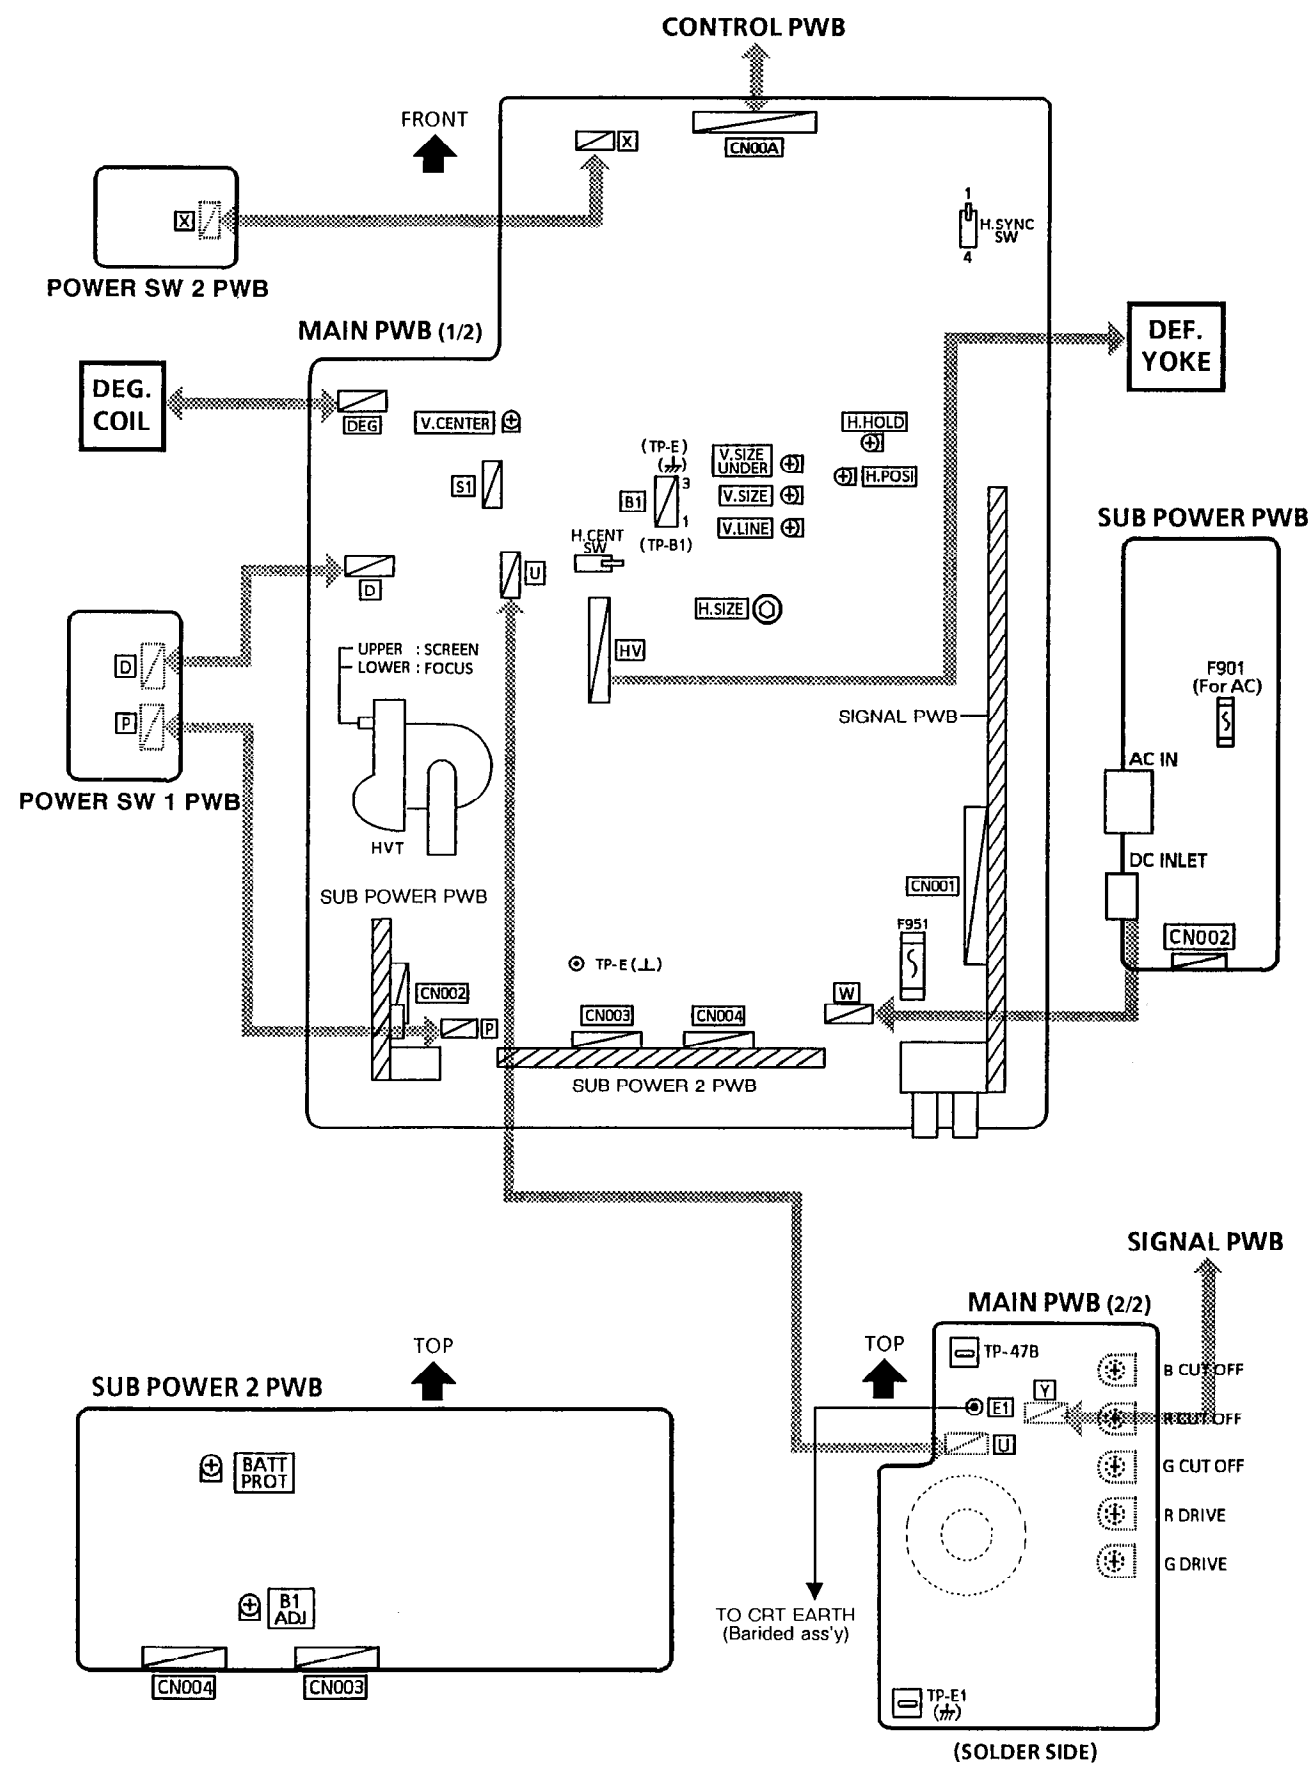 CONTROL PWB
FRONT
X
CN00A
X
POWER SW 2 PWB
1
H.SYNC
SW
4
MAIN PWB (1/2)
DEF.
YOKE
DEG.
COIL
DEG
V.CENTER
S1
(TP-E)
3
B1
1
(TP-B1)
V.SIZE
UNDER
V.SIZE
V.LINE
H.HOLD
H.POSI
H.CENT
SW
D
U
H.SIZE
HV
SUB POWER PWB
F901
(For AC)
AC IN
DC INLET
CN002
D
P
POWER SW 1 PWB
UPPER : SCREEN
LOWER : FOCUS
HVT
SIGNAL PWB
SUB POWER PWB
CN001
F951
CN002
P
TP-E (⊥)
CN003
CN004
W
SUB POWER 2 PWB
SIGNAL PWB
MAIN PWB (2/2)
TOP
TP-47B
Y
E1
U
B CUT OFF
R CUT OFF
G CUT OFF
R DRIVE
G DRIVE
TO CRT EARTH
(Barided ass'y)
TP-E1
(SOLDER SIDE)
TOP
SUB POWER 2 PWB
BATT
PROT
B1
ADJ
CN004
CN003